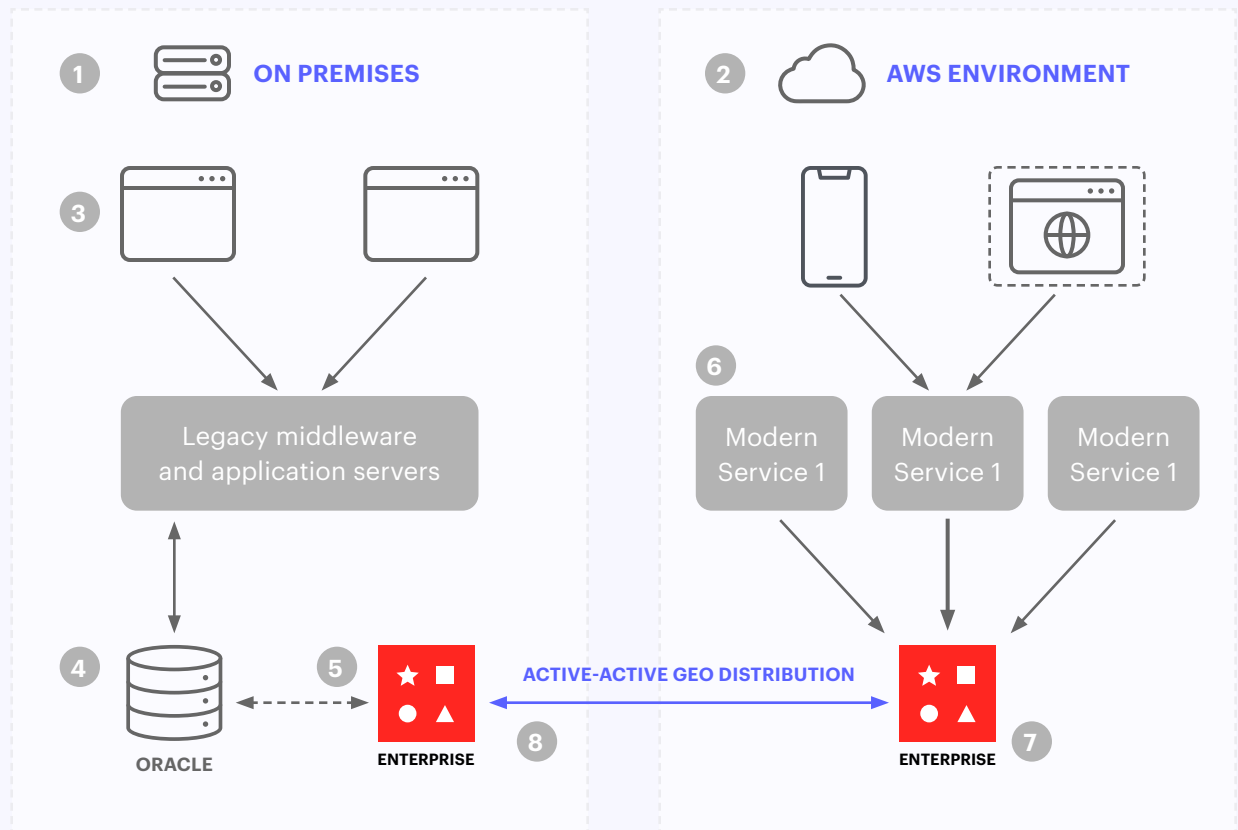 1
ON PREMISES
2
AWS ENVIRONMENT
3
6
Legacy middleware
and application servers
Modern
Service 1
Modern
Service 1
Modern
Service 1
4
ORACLE
5
ENTERPRISE
ACTIVE-ACTIVE GEO DISTRIBUTION
8
ENTERPRISE
7